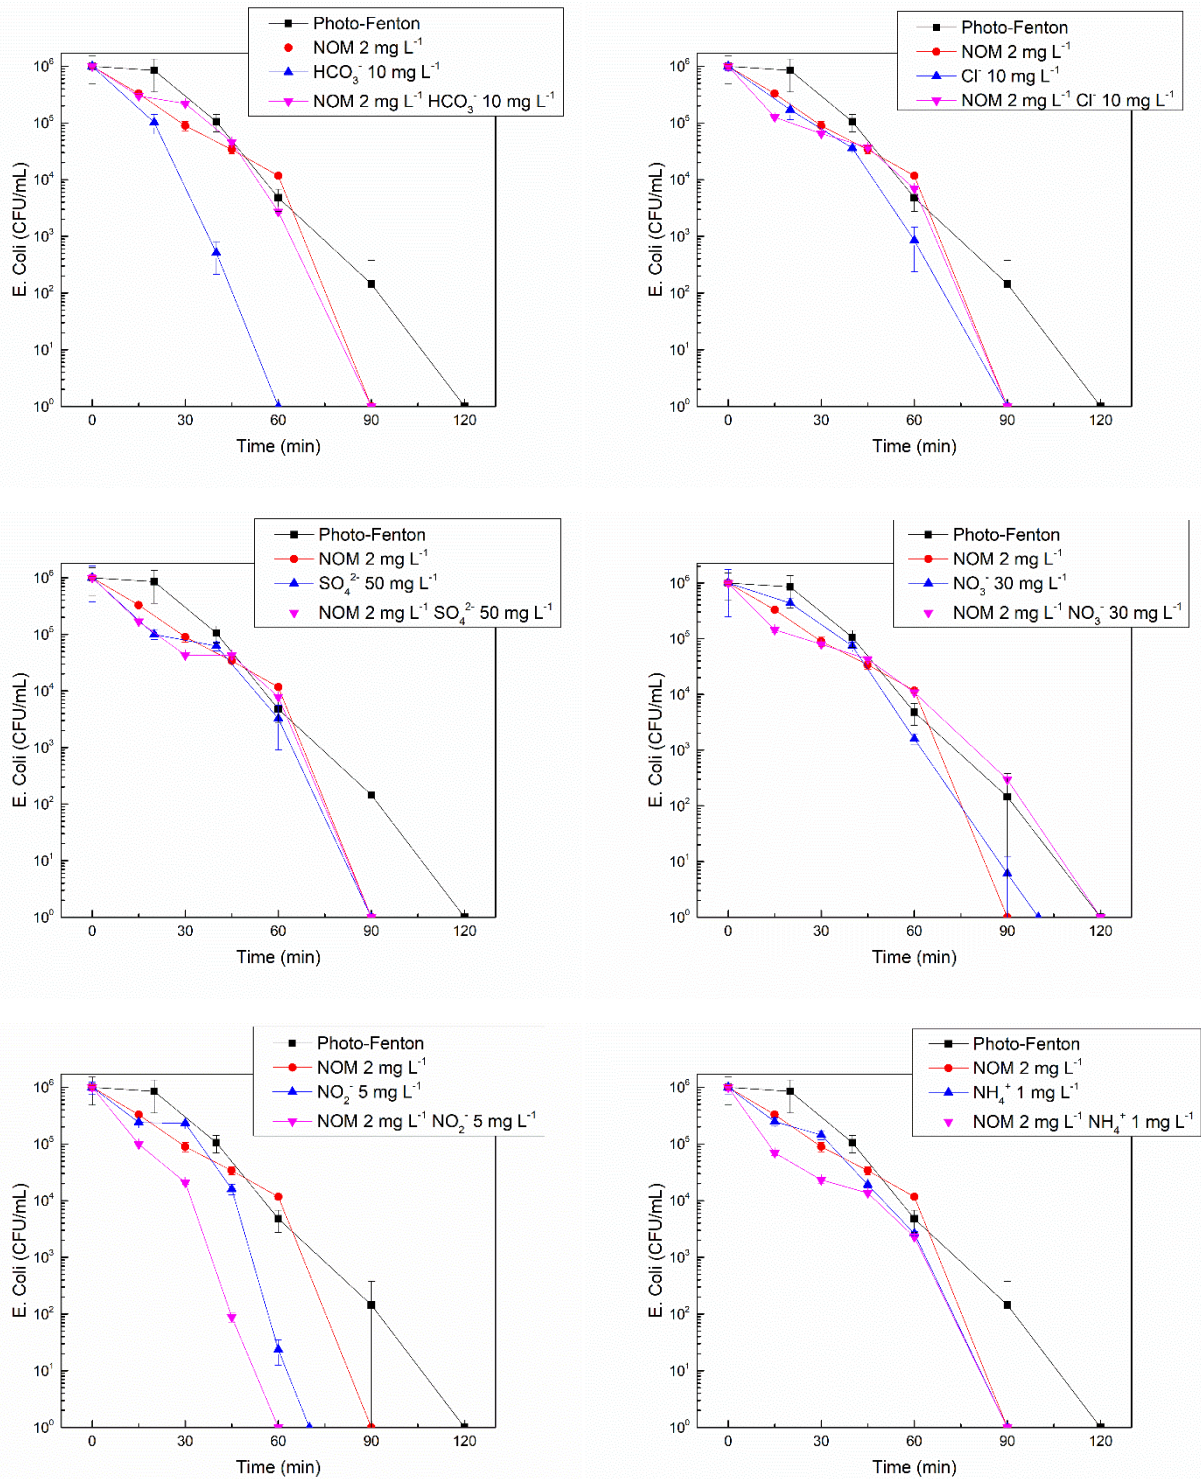 Photo-Fenton
NOM 2 mg L⁻¹
HCO₃⁻ 10 mg L⁻¹
NOM 2 mg L⁻¹ HCO₃⁻ 10 mg L⁻¹
E. Coli (CFU/mL)
10⁶
10⁵
10⁴
10³
10²
10¹
10⁰
0 30 60 90 120
Time (min)
Photo-Fenton
NOM 2 mg L⁻¹
Cl⁻ 10 mg L⁻¹
NOM 2 mg L⁻¹ Cl⁻ 10 mg L⁻¹
E. Coli (CFU/mL)
10⁶
10⁵
10⁴
10³
10²
10¹
10⁰
0 30 60 90 120
Time (min)
Photo-Fenton
NOM 2 mg L⁻¹
SO₄²⁻ 50 mg L⁻¹
NOM 2 mg L⁻¹ SO₄²⁻ 50 mg L⁻¹
E. Coli (CFU/mL)
10⁶
10⁵
10⁴
10³
10²
10¹
10⁰
0 30 60 90 120
Time (min)
Photo-Fenton
NOM 2 mg L⁻¹
NO₃⁻ 30 mg L⁻¹
NOM 2 mg L⁻¹ NO₃⁻ 30 mg L⁻¹
E. Coli (CFU/mL)
10⁶
10⁵
10⁴
10³
10²
10¹
10⁰
0 30 60 90 120
Time (min)
Photo-Fenton
NOM 2 mg L⁻¹
NO₂⁻ 5 mg L⁻¹
NOM 2 mg L⁻¹ NO₂⁻ 5 mg L⁻¹
E. Coli (CFU/mL)
10⁶
10⁵
10⁴
10³
10²
10¹
10⁰
0 30 60 90 120
Time (min)
Photo-Fenton
NOM 2 mg L⁻¹
NH₄⁺ 1 mg L⁻¹
NOM 2 mg L⁻¹ NH₄⁺ 1 mg L⁻¹
E. Coli (CFU/mL)
10⁶
10⁵
10⁴
10³
10²
10¹
10⁰
0 30 60 90 120
Time (min)